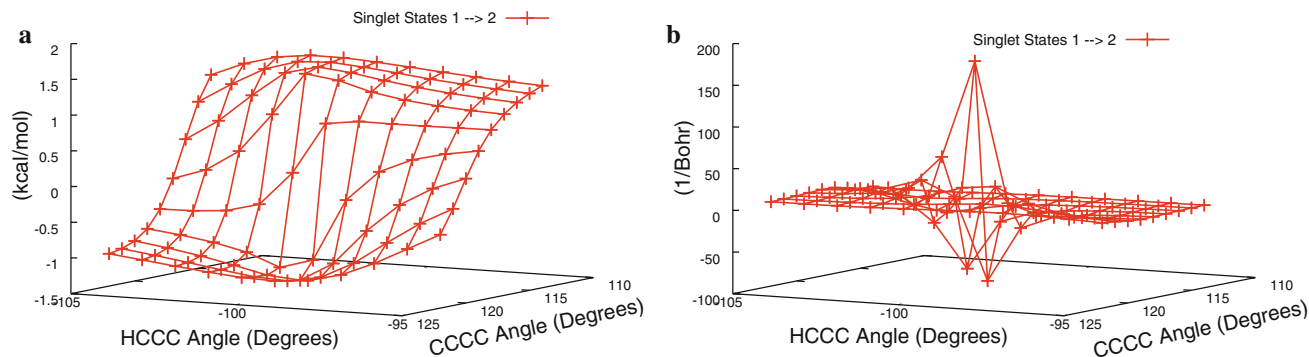 a
Singlet States 1 --> 2
2
1.5
1
0.5
0
-0.5
-1
-1.5
(kcal/mol)
-105
-100
-95
HCCC Angle (Degrees)
125
120
115
110
CCCC Angle (Degrees)
b
Singlet States 1 --> 2
200
150
100
50
0
-50
-100
(1/Bohr)
-105
-100
-95
HCCC Angle (Degrees)
125
120
115
110
CCCC Angle (Degrees)